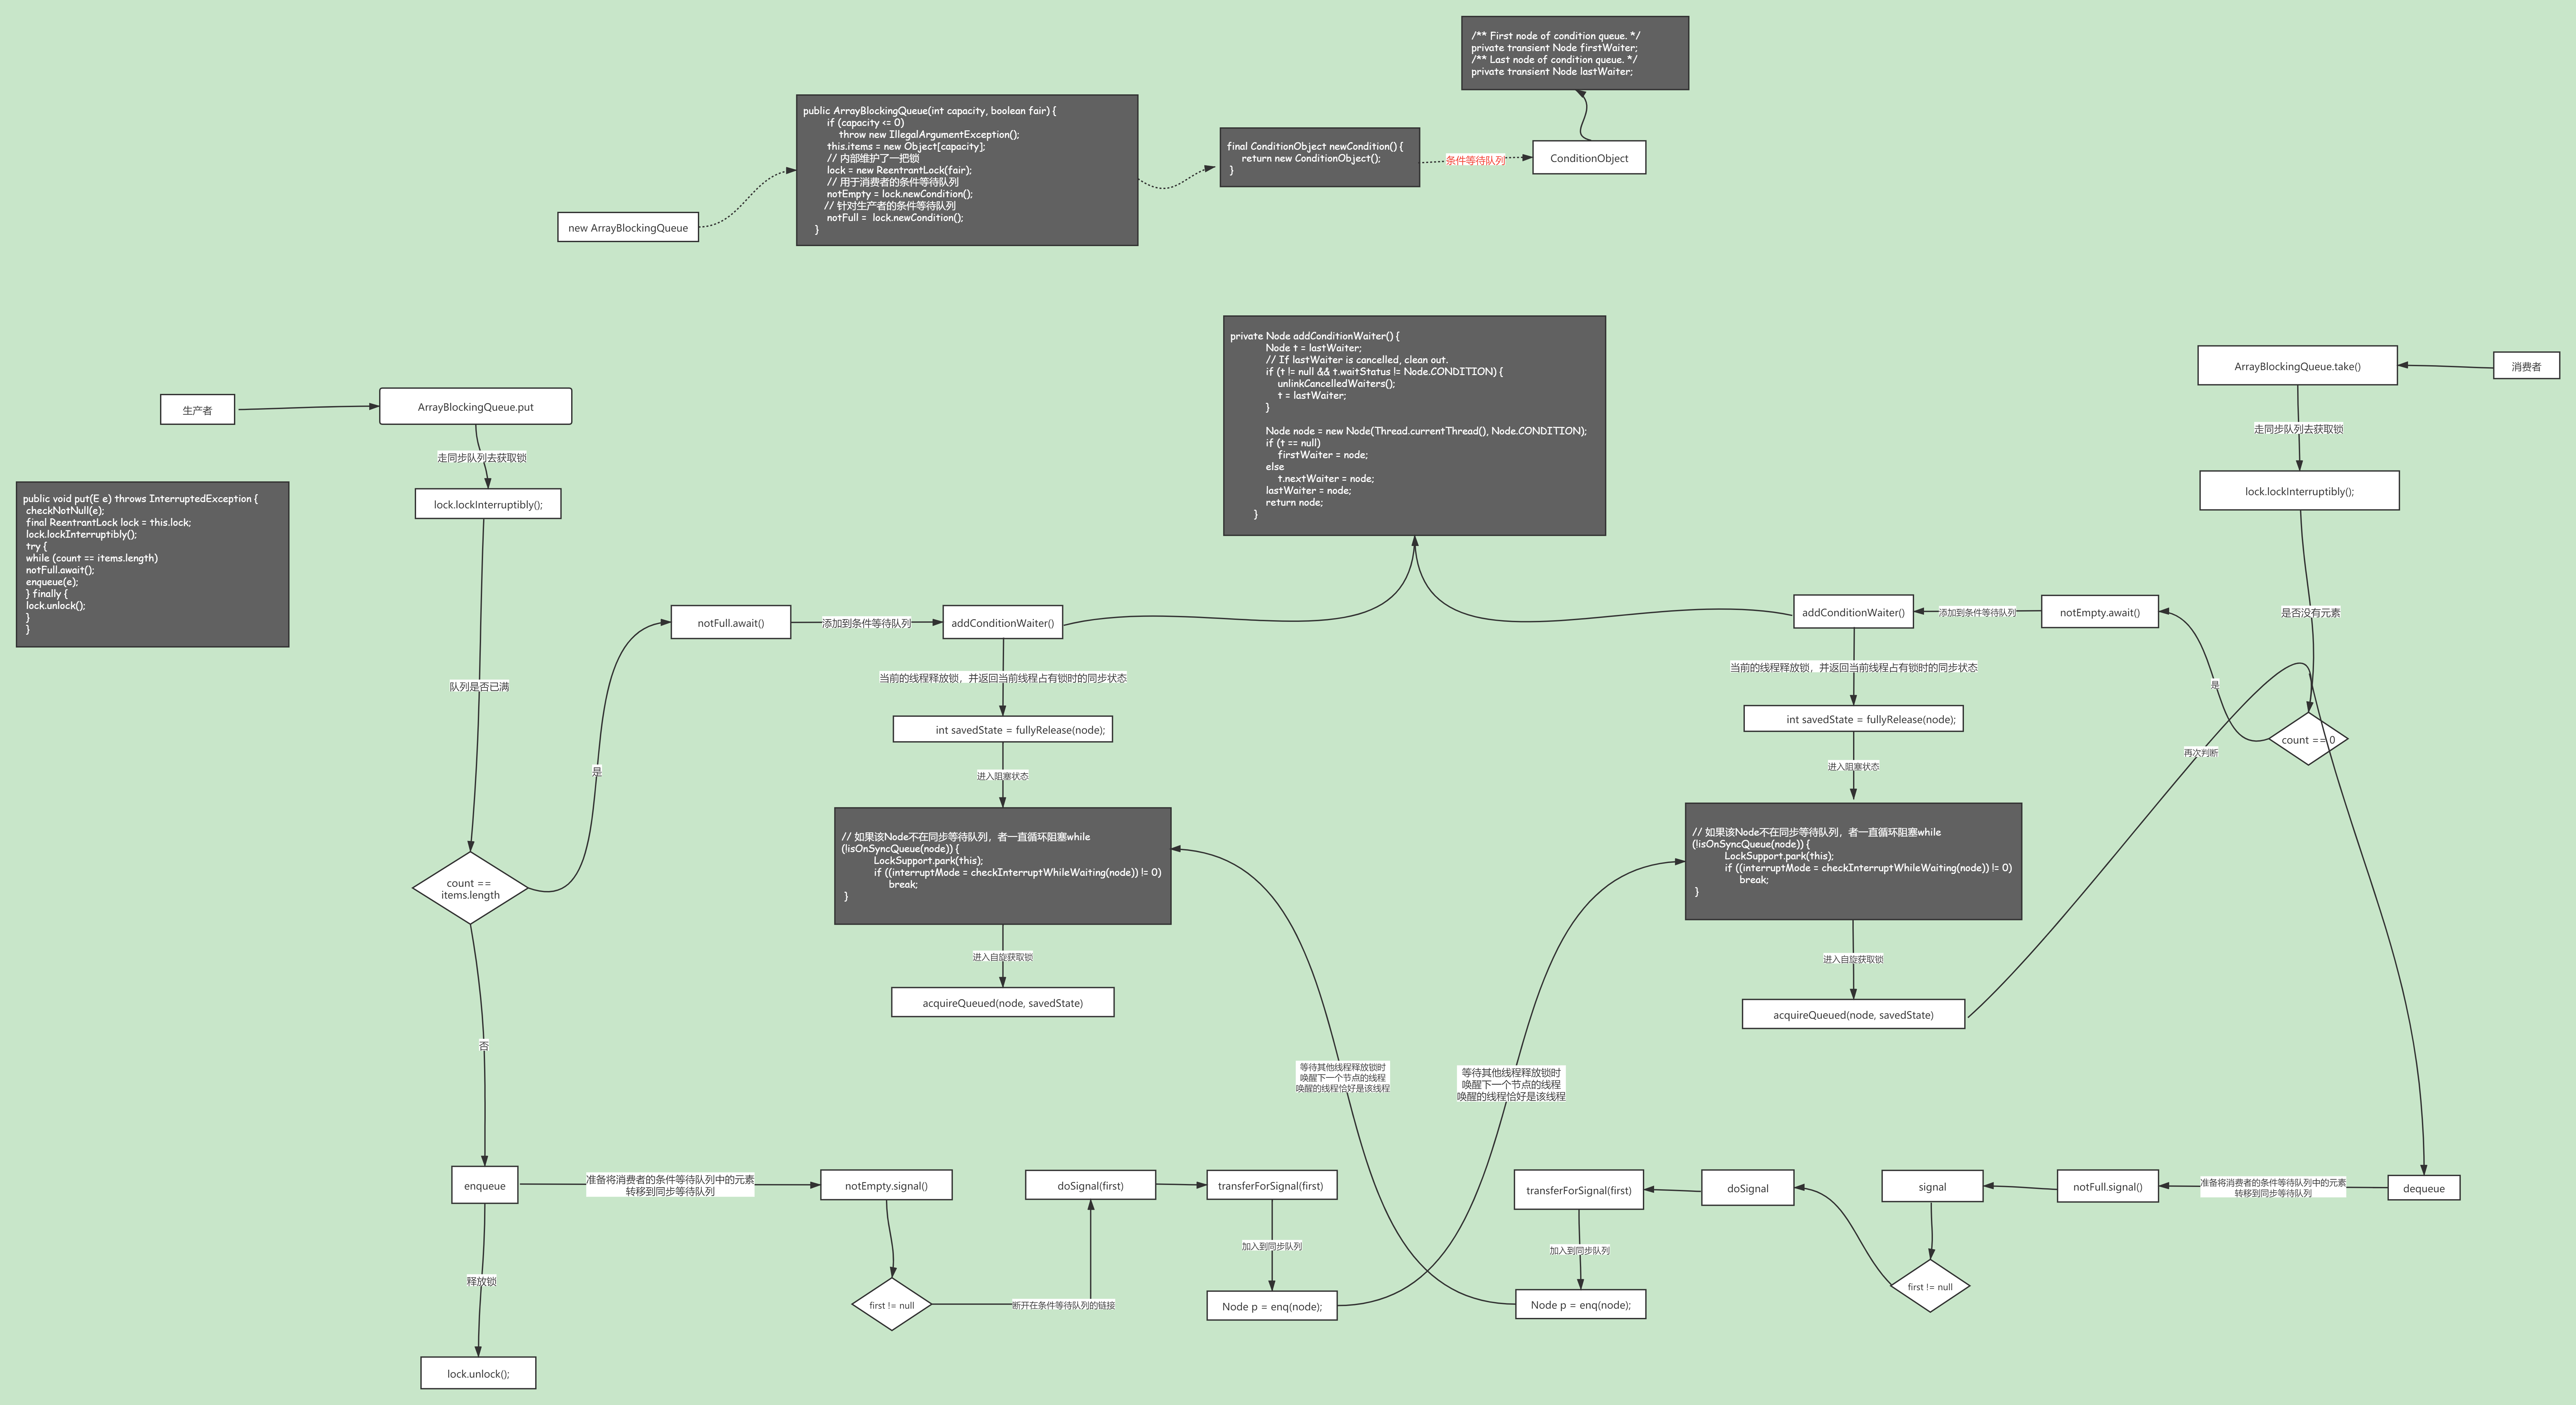 /** First node of condition queue. */
private transient Node firstWaiter;
/** Last node of condition queue. */
private transient Node lastWaiter;
public ArrayBlockingQueue(int capacity, boolean fair) {
if (capacity <= 0)
throw new IllegalArgumentException();
this.items = new Object[capacity];
// 内部维护了一把锁
lock = new ReentrantLock(fair);
// 用于消费者的条件等待队列
notEmpty = lock.newCondition();
// 针对生产者的条件等待队列
notFull =  lock.newCondition();
}
final ConditionObject newCondition() {
return new ConditionObject();
}
条件等待队列
ConditionObject
new ArrayBlockingQueue
private Node addConditionWaiter() {
Node t = lastWaiter;
// If lastWaiter is cancelled, clean out.
if (t != null && t.waitStatus != Node.CONDITION) {
unlinkCancelledWaiters();
t = lastWaiter;
}
Node node = new Node(Thread.currentThread(), Node.CONDITION);
if (t == null)
firstWaiter = node;
else
t.nextWaiter = node;
lastWaiter = node;
return node;
}
ArrayBlockingQueue.take()
消费者
生产者
ArrayBlockingQueue.put
走同步队列去获取锁
走同步队列去获取锁
public void put(E e) throws InterruptedException {
checkNotNull(e);
final ReentrantLock lock = this.lock;
lock.lockInterruptibly();
try {
while (count == items.length)
notFull.await();
enqueue(e);
} finally {
lock.unlock();
}
}
lock.lockInterruptibly();
lock.lockInterruptibly();
notFull.await()
添加到条件等待队列
addConditionWaiter()
addConditionWaiter()
添加到条件等待队列
notEmpty.await()
是否没有元素
队列是否已满
当前的线程释放锁，并返回当前线程占有锁时的同步状态
当前的线程释放锁，并返回当前线程占有锁时的同步状态
是
int savedState = fullyRelease(node);
int savedState = fullyRelease(node);
count == 0
再次判断
是
进入阻塞状态
进入阻塞状态
// 如果该Node不在同步等待队列，者一直循环阻塞while
(!isOnSyncQueue(node)) {
LockSupport.park(this);
if ((interruptMode = checkInterruptWhileWaiting(node)) != 0)
break;
}
// 如果该Node不在同步等待队列，者一直循环阻塞while
(!isOnSyncQueue(node)) {
LockSupport.park(this);
if ((interruptMode = checkInterruptWhileWaiting(node)) != 0)
break;
}
count ==
items.length
进入自旋获取锁
进入自旋获取锁
acquireQueued(node, savedState)
acquireQueued(node, savedState)
否
等待其他线程释放锁时
唤醒下一个节点的线程
唤醒的线程恰好是该线程
等待其他线程释放锁时
唤醒下一个节点的线程
唤醒的线程恰好是该线程
enqueue
准备将消费者的条件等待队列中的元素
转移到同步等待队列
notEmpty.signal()
doSignal(first)
transferForSignal(first)
transferForSignal(first)
doSignal
signal
notFull.signal()
准备将消费者的条件等待队列中的元素
转移到同步等待队列
dequeue
加入到同步队列
加入到同步队列
释放锁
first != null
断开在条件等待队列的链接
Node p = enq(node);
Node p = enq(node);
first != null
lock.unlock();